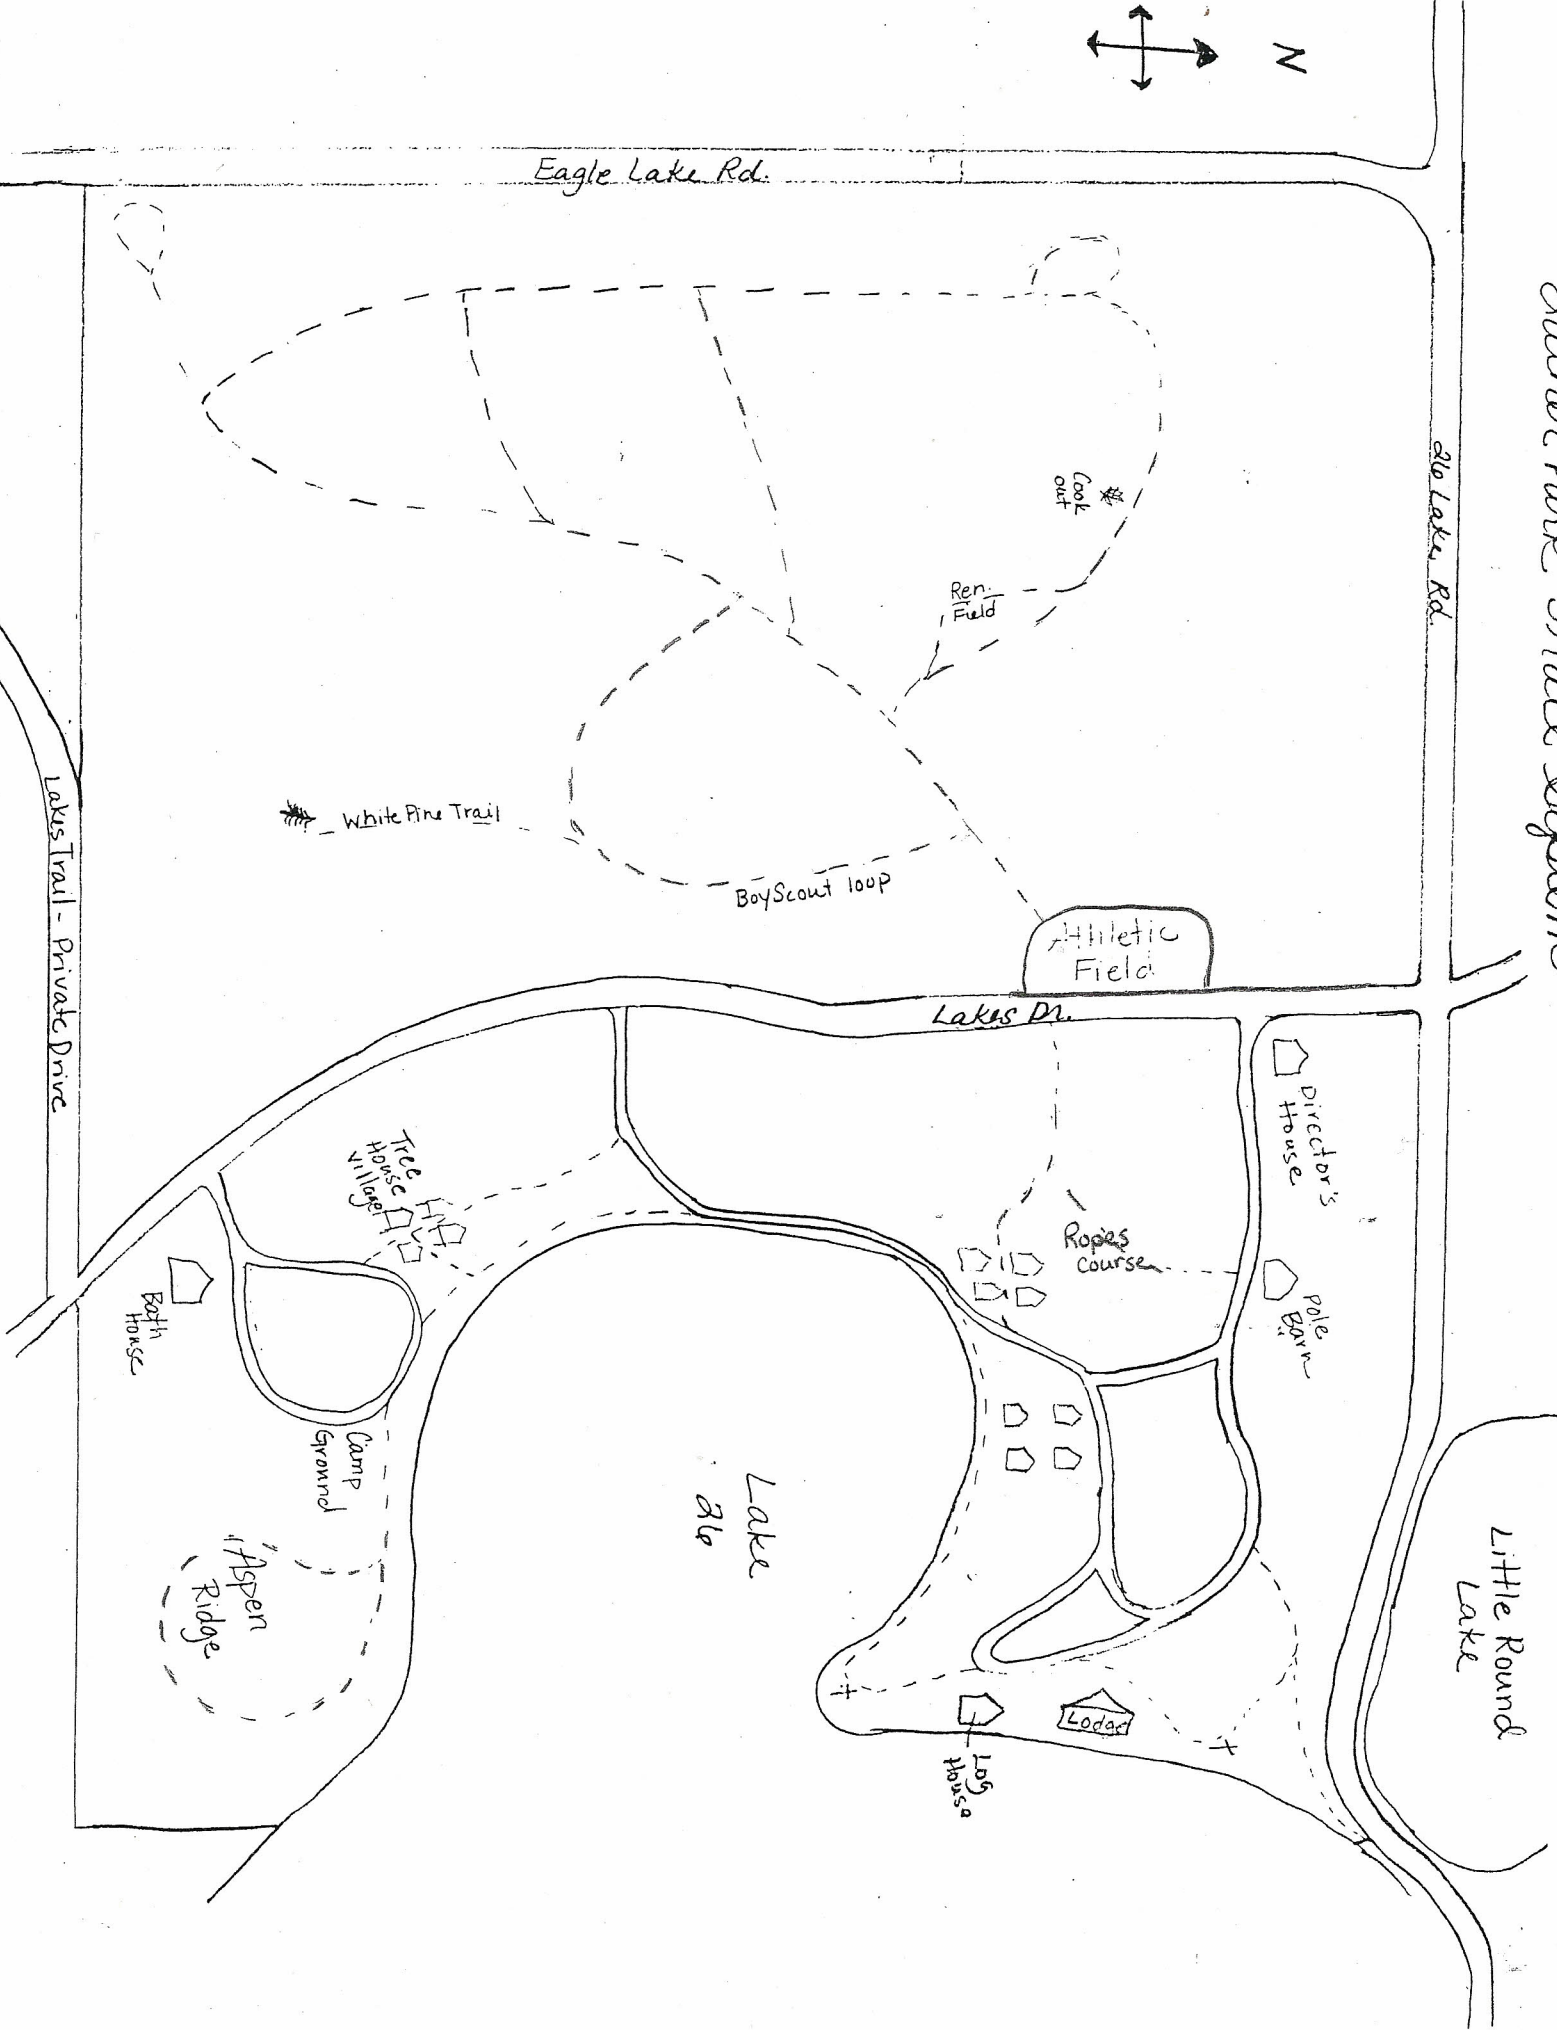 N
Eagle Lake Rd.
26 Lake Rd.
Cook
out
Ren.
Field
White Pine Trail
BoyScout loop
Athletic
Field
Lakes Dr.
Lakes Trail - Private Drive
Director's
House
Tree
House
Village
Ropes
Course
Pole
Barn
Bath
House
Camp
Ground
Aspen
Ridge
Lake
26
Little Round
Lake
Lodge
Log
House